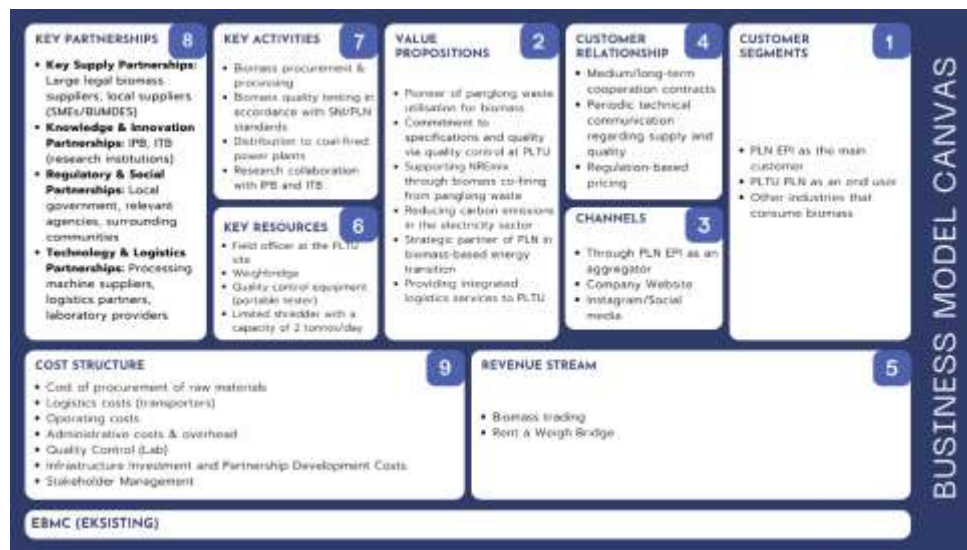 KEY PARTNERSHIPS
8
• Key Supply Partnerships:
Large legal biomass
suppliers, local suppliers
(SMEs/BUMDES)
• Knowledge & Innovation
Partnerships: IPB, ITB
(research institutions)
• Regulatory & Social
Partnerships: Local
government, relevant
agencies, surrounding
communities
• Technology & Logistics
Partnerships: Processing
machine suppliers,
logistics partners,
laboratory providers
KEY ACTIVITIES
7
• Biomass procurement &
processing
• Biomass quality testing in
accordance with SNI/PLN
standards
• Distribution to coal-fired
power plants
• Research collaboration
with IPB and ITB
KEY RESOURCES
6
• Field officer at the PLTU
site
• Weighbridge
• Quality control equipment
(portable tester)
• Limited shredder with a
capacity of 2 tonnes/day
VALUE
PROPOSITIONS
2
• Pioneer of panglong waste
utilisation for biomass
• Commitment to
specifications and quality
via quality control at PLTU
• Supporting NREmix
through biomass co-firing
from panglong waste
• Reducing carbon emissions
in the electricity sector
• Strategic partner of PLN in
biomass-based energy
transition
• Providing integrated
logistics services to PLTU
CUSTOMER
RELATIONSHIP
4
• Medium/long-term
cooperation contracts
• Periodic technical
communication
regarding supply and
quality
• Regulation-based
pricing
CHANNELS
3
• Through PLN EPI as an
aggregator
• Company Website
• Instagram/Social
media
CUSTOMER
SEGMENTS
1
• PLN EPI as the main
customer
• PLTU PLN as an end user
• Other industries that
consume biomass
COST STRUCTURE
9
• Cost of procurement of raw materials
• Logistics costs (transporters)
• Operating costs
• Administrative costs & overhead
• Quality Control (Lab)
• Infrastructure Investment and Partnership Development Costs
• Stakeholder Management
REVENUE STREAM
5
• Biomass trading
• Rent a Weigh Bridge
EBMC (EKSISTING)
BUSINESS MODEL CANVAS